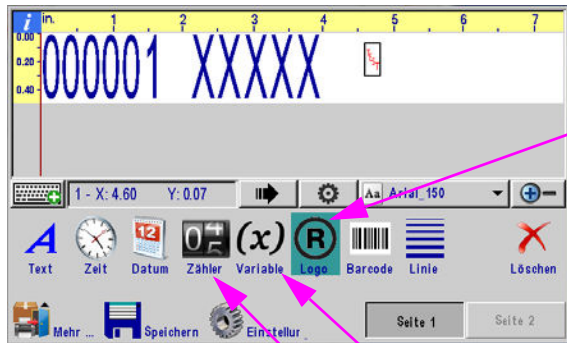 i in. 1 2 3 4 5 6 7
0.00
0.20
0.40
000001 XXXXX
1 - X: 4.60 Y: 0.07 Aa Arial_150
A 12 (x) R
Text Zeit Datum Zähler Variable Logo Barcode Linie Löschen
Mehr ... Speichern Einstellur_ Seite 1 Seite 2